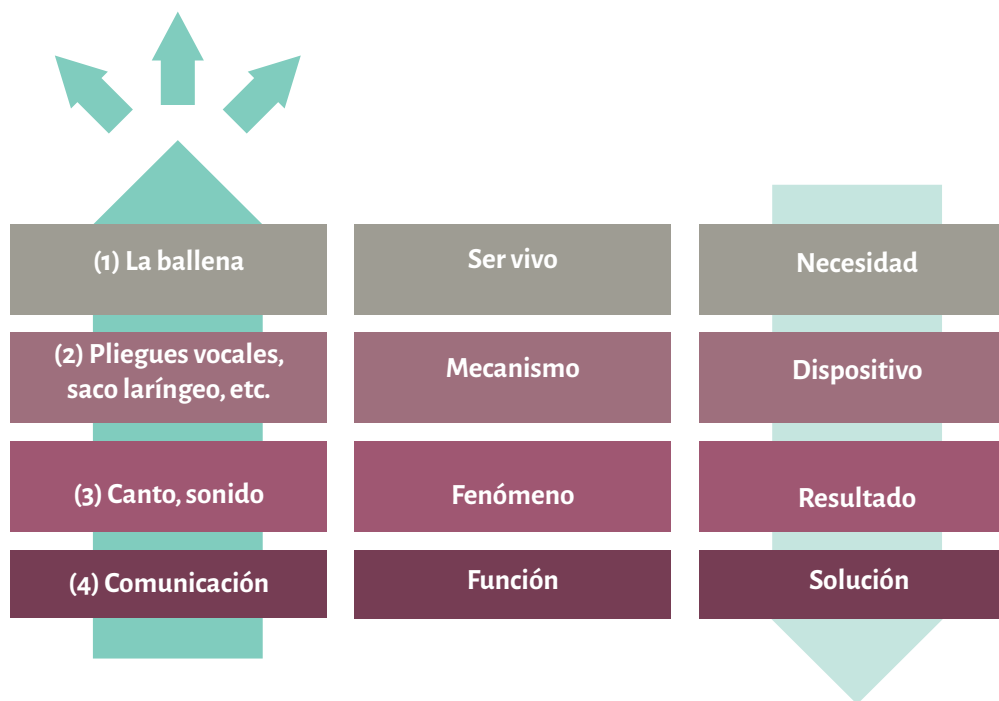 (1) La ballena
Ser vivo
Necesidad
(2) Pliegues vocales,
saco laríngeo, etc.
Mecanismo
Dispositivo
(3) Canto, sonido
Fenómeno
Resultado
(4) Comunicación
Función
Solución